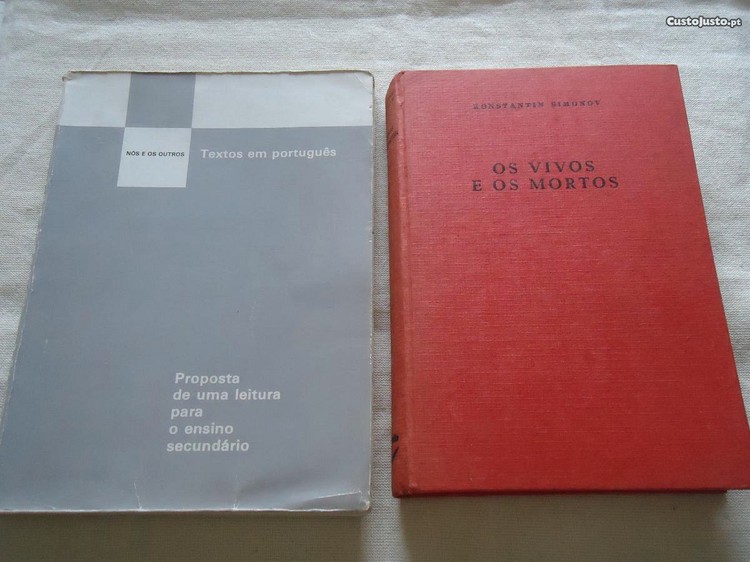 CustoJusto.pt
NÓS E OS OUTROS
Textos em português
Proposta
de uma leitura
para
o ensino
secundário
KONSTANTIN SIMONOV
OS VIVOS
E OS MORTOS